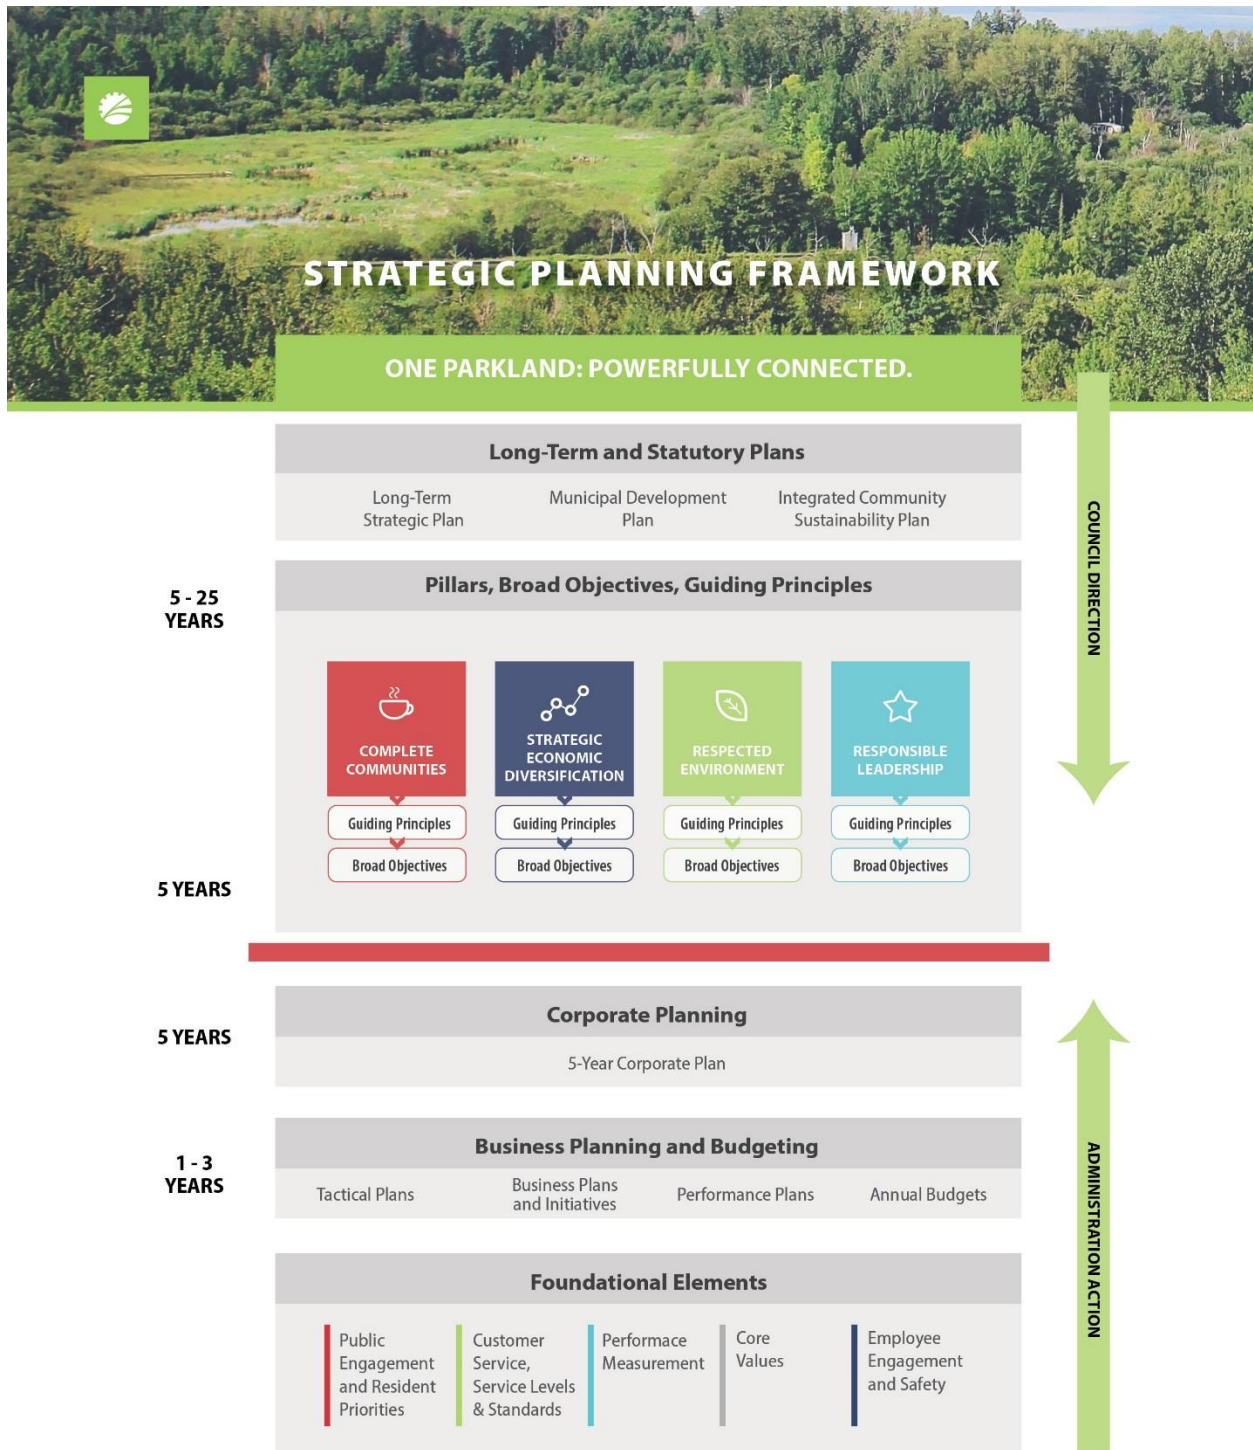 STRATEGIC PLANNING FRAMEWORK
ONE PARKLAND: POWERFULLY CONNECTED.
COUNCIL DIRECTION
Long-Term and Statutory Plans
Long-Term
Strategic Plan
Municipal Development
Plan
Integrated Community
Sustainability Plan
5 - 25
YEARS
Pillars, Broad Objectives, Guiding Principles
COMPLETE
COMMUNITIES
Guiding Principles
Broad Objectives
STRATEGIC
ECONOMIC
DIVERSIFICATION
Guiding Principles
Broad Objectives
RESPECTED
ENVIRONMENT
Guiding Principles
Broad Objectives
RESPONSIBLE
LEADERSHIP
Guiding Principles
Broad Objectives
5 YEARS
5 YEARS
Corporate Planning
5-Year Corporate Plan
ADMINISTRATION ACTION
1 - 3
YEARS
Business Planning and Budgeting
Tactical Plans
Business Plans
and Initiatives
Performance Plans
Annual Budgets
Foundational Elements
Public
Engagement
and Resident
Priorities
Customer
Service,
Service Levels
& Standards
Performace
Measurement
Core
Values
Employee
Engagement
and Safety